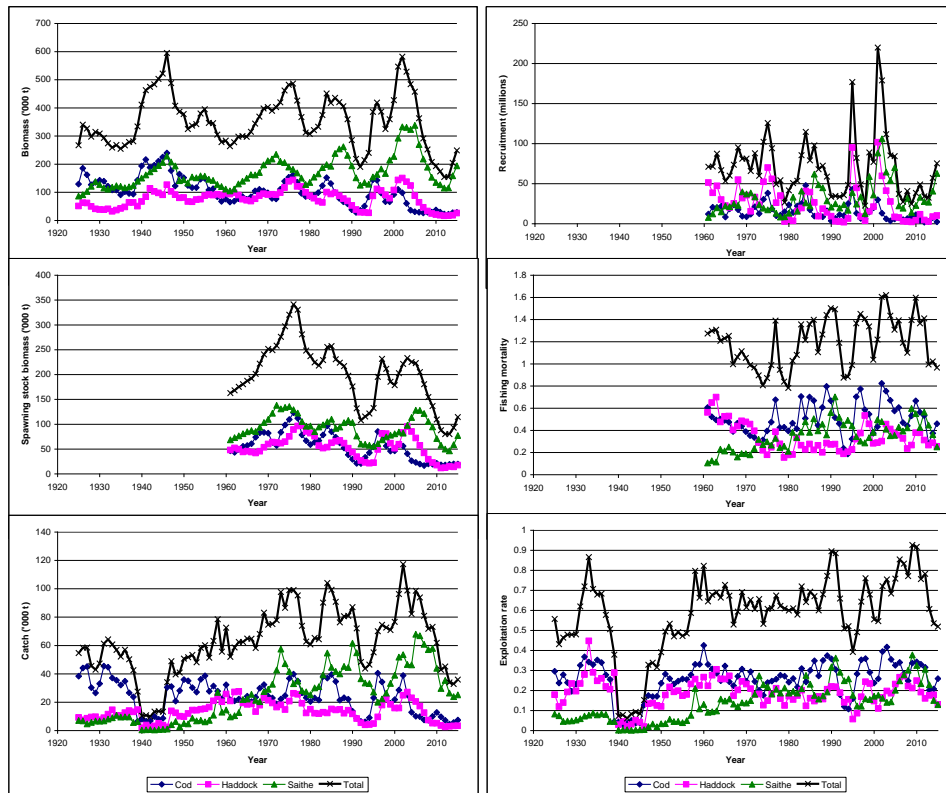 Biomass ('000 t)
700
600
500
400
300
200
100
0
1920 1930 1940 1950 1960 1970 1980 1990 2000 2010
Year
Recruitment (millions)
250
200
150
100
50
0
1920 1930 1940 1950 1960 1970 1980 1990 2000 2010
Year
Spawning stock biomass ('000 t)
400
350
300
250
200
150
100
50
0
1920 1930 1940 1950 1960 1970 1980 1990 2000 2010
Year
Fishing mortality
1.8
1.6
1.4
1.2
1
0.8
0.6
0.4
0.2
0
1920 1930 1940 1950 1960 1970 1980 1990 2000 2010
Year
Catch ('000t)
140
120
100
80
60
40
20
0
1920 1930 1940 1950 1960 1970 1980 1990 2000 2010
Year
Cod Haddock Saithe Total
Exploitation rate
1
0.9
0.8
0.7
0.6
0.5
0.4
0.3
0.2
0.1
0
1920 1930 1940 1950 1960 1970 1980 1990 2000 2010
Year
Cod Haddock Saithe Total